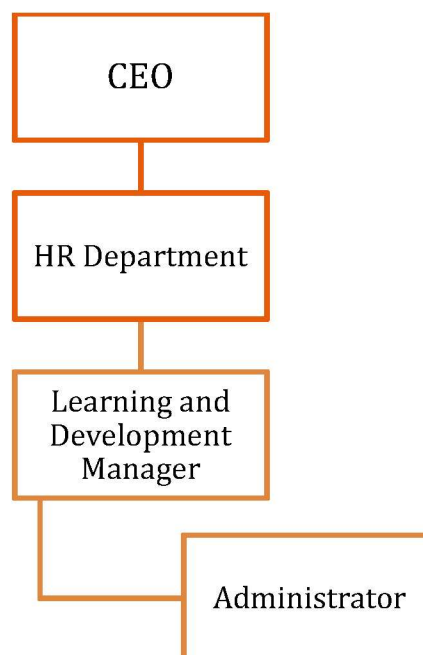 CEO
HR Department
Learning and
Development
Manager
Administrator